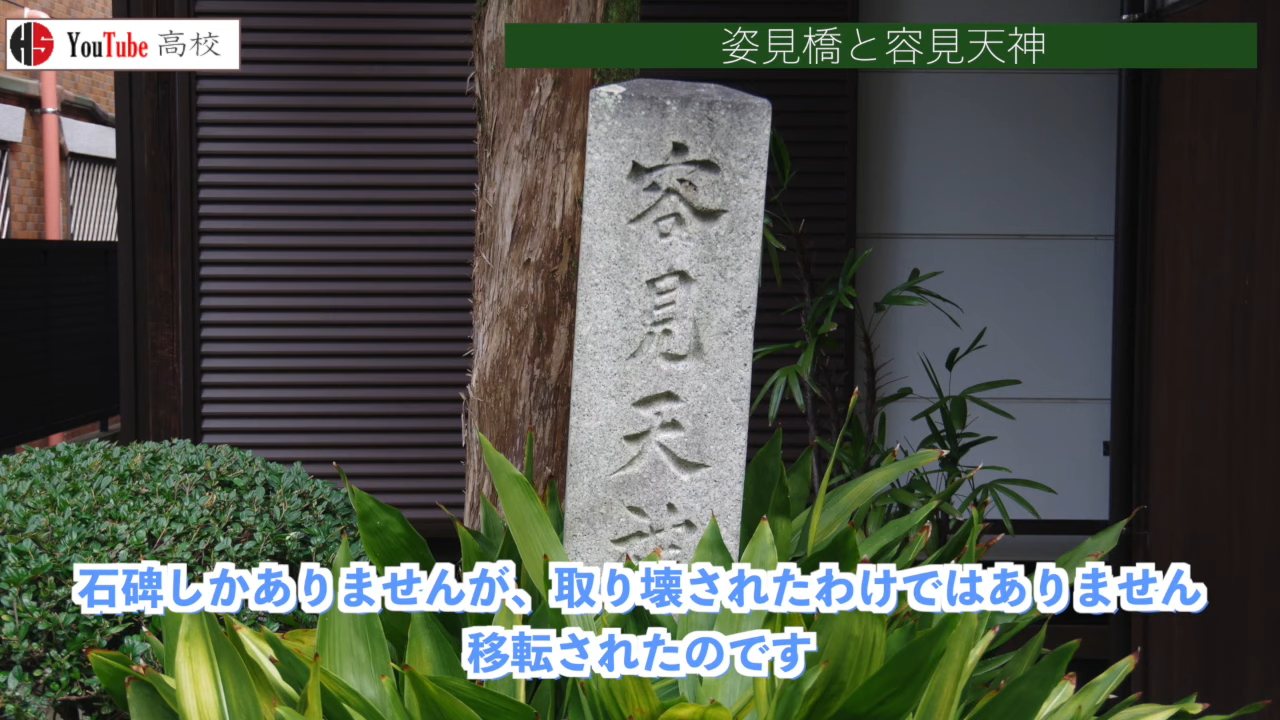 HS YouTube 高校
姿見橋と容見天神
容見天神
石碑しかありませんが、取り壊されたわけではありません
移転されたのです